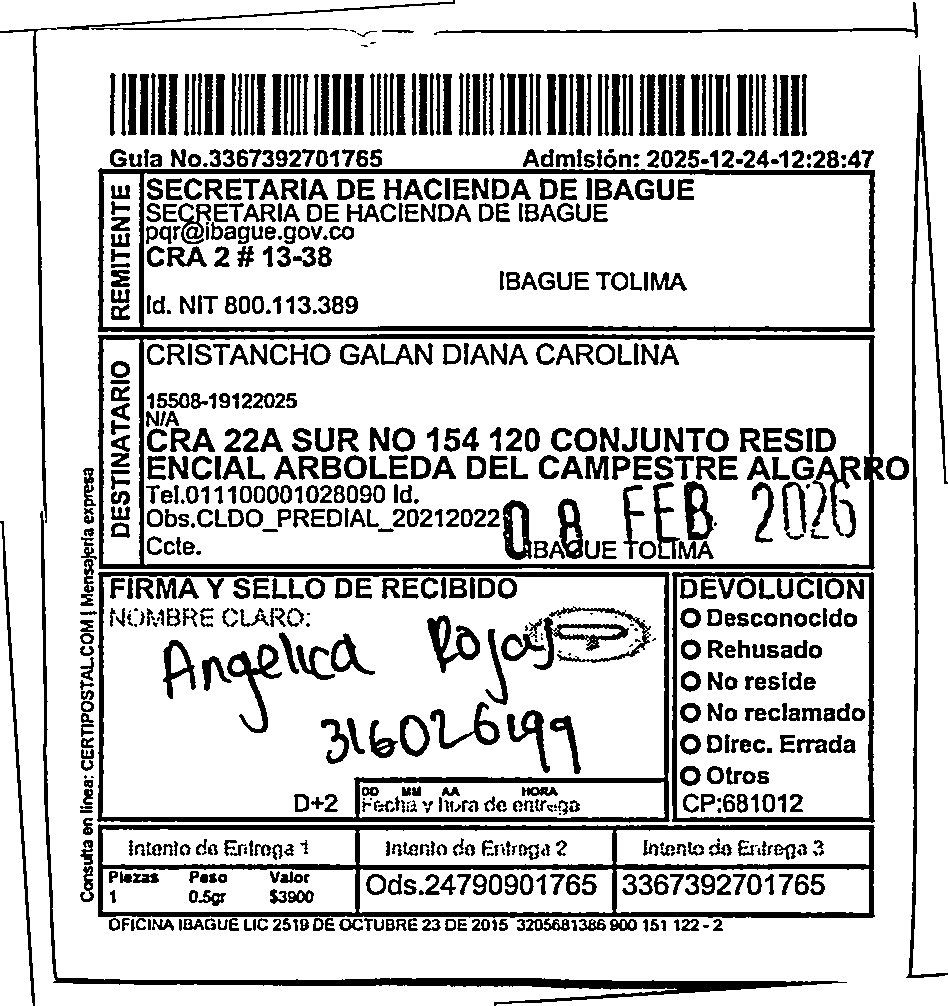 Guia No.3367392701765 Admisión: 2025-12-24-12:28:47
REMITENTE
SECRETARIA DE HACIENDA DE IBAGUE
SECRETARIA DE HACIENDA DE IBAGUE
pqr@ibague.gov.co
CRA 2 # 13-38
IBAGUE TOLIMA
Id. NIT 800.113.389
DESTINATARIO
CRISTANCHO GALAN DIANA CAROLINA
15508-19122025
N/A
CRA 22A SUR NO 154 120 CONJUNTO RESID
ENCIAL ARBOLEDA DEL CAMPESTRE ALGARRO
Tel.011100001028090 Id.
Obs.CLDO_PREDIAL_20212022
08 FEB 2026
Ccte. IBAGUE TOLIMA
FIRMA Y SELLO DE RECIBIDO
NOMBRE CLARO:
Angelica Rojas
316026199
D+2
DD MM AA HORA
Fecha y hora de entrega
DEVOLUCION
Desconocido
Rehusado
No reside
No reclamado
Direc. Errada
Otros
CP:681012
Intento de Entrega 1 Intento de Entrega 2 Intento de Entrega 3
Piezas Peso Valor
1 0.5gr $3900
Ods.24790901765 3367392701765
OFICINA IBAGUE LIC 2519 DE OCTUBRE 23 DE 2015 3205681386 900 151 122 - 2
Consulta en línea: CERTIPOSTAL.COM | Mensajería expresa